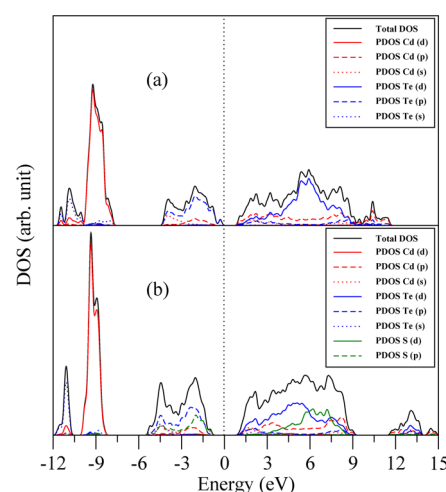 Total DOS
PDOS Cd (d)
PDOS Cd (p)
PDOS Cd (s)
PDOS Te (d)
PDOS Te (p)
PDOS Te (s)
(a)
DOS (arb. unit)
Total DOS
PDOS Cd (d)
PDOS Cd (p)
PDOS Cd (s)
PDOS Te (d)
PDOS Te (p)
PDOS Te (s)
PDOS S (d)
PDOS S (p)
(b)
-12 -9 -6 -3 0 3 6 9 12 15
Energy (eV)